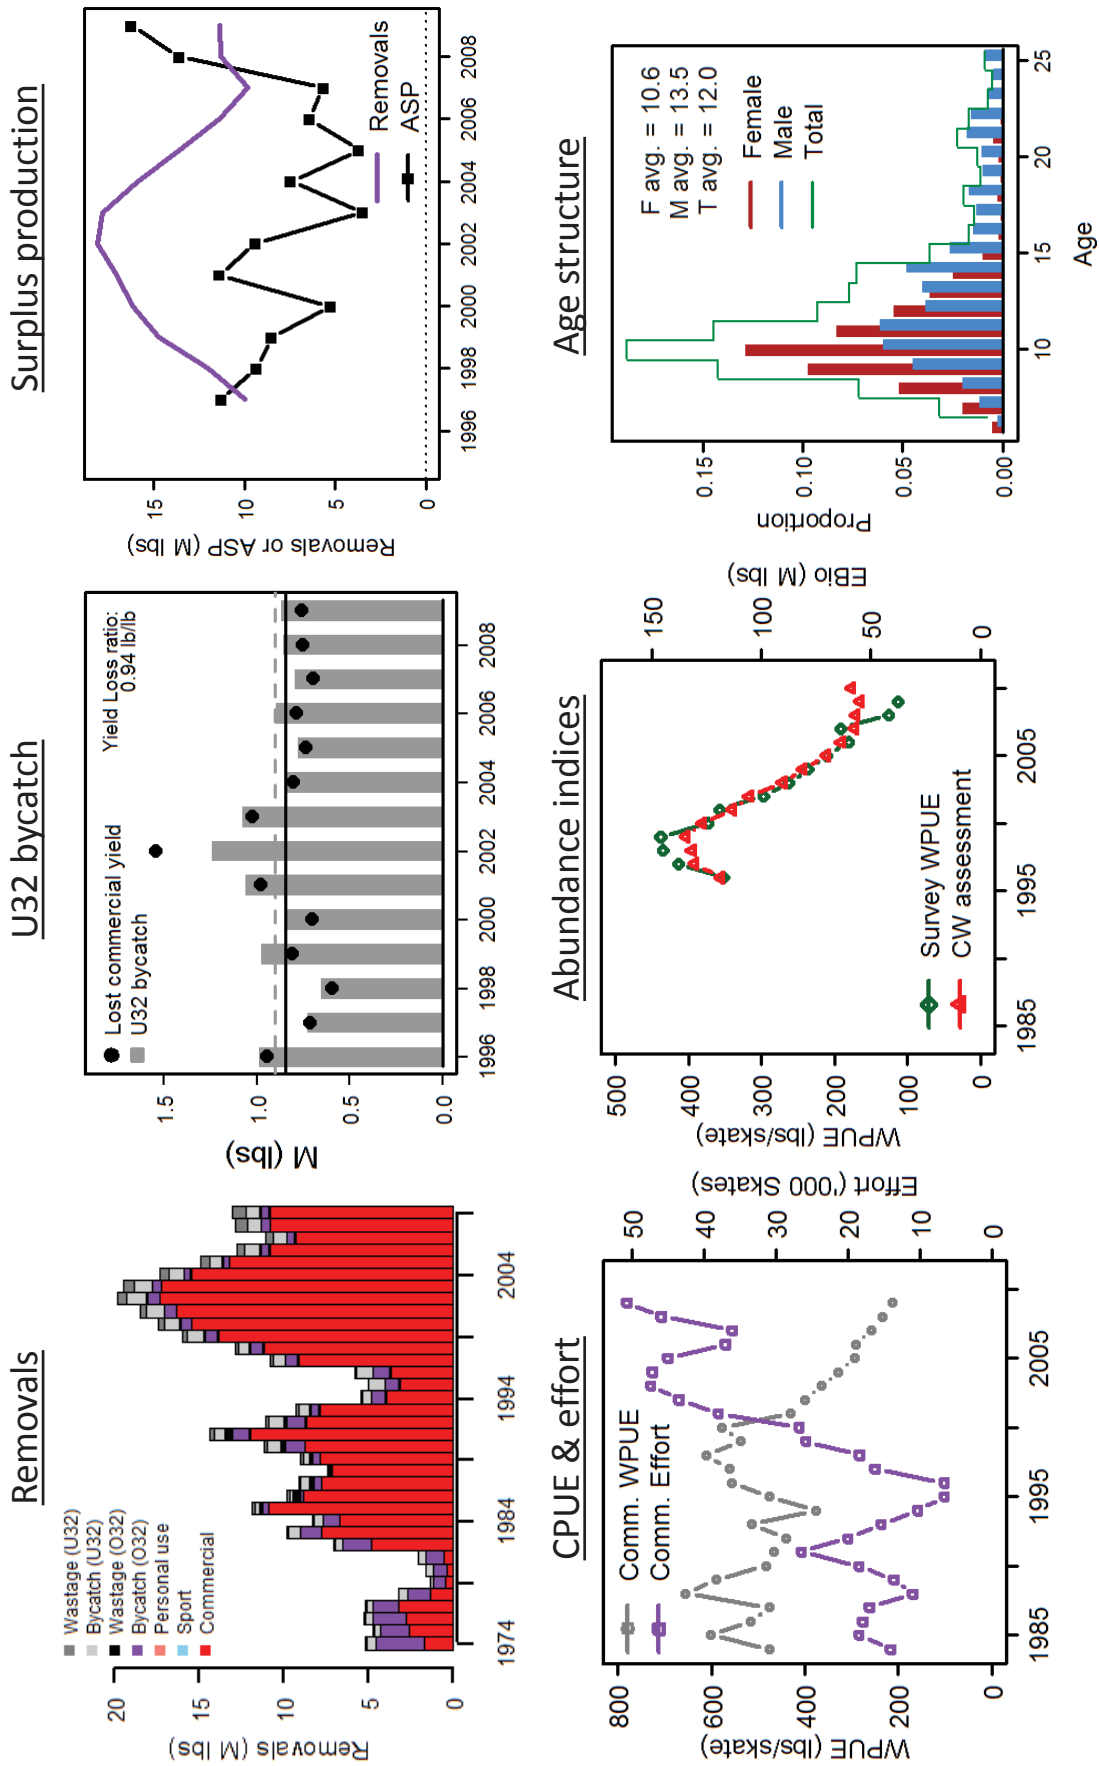 Removals
Wastage (U32)
Bycatch (U32)
Wastage (O32)
Bycatch (O32)
Personal use
Sport
Commercial
Removals (M lbs)
20
15
10
5
0
1974
1984
1994
2004
U32 bycatch
Lost commercial yield
U32 bycatch
Yield Loss ratio:
0.94 lb/lb
M (lbs)
1.5
1.0
0.5
0.0
1996
1998
2000
2002
2004
2006
2008
Surplus production
Removals or ASP (M lbs)
15
10
5
0
Removals
ASP
1996
1998
2000
2002
2004
2006
2008
CPUE & effort
Comm. WPUE
Comm. Effort
WPUE (lbs/skate)
800
600
400
200
0
Effort ('000 Skates)
50
40
30
20
10
0
1985
1995
2005
Abundance indices
WPUE (lbs/skate)
500
400
300
200
100
0
Survey WPUE
CW assessment
EBio (M lbs)
150
100
50
0
1985
1995
2005
Age structure
F avg. = 10.6
M avg. = 13.5
T avg. = 12.0
Female
Male
Total
Proportion
0.15
0.10
0.05
0.00
10
15
20
25
Age